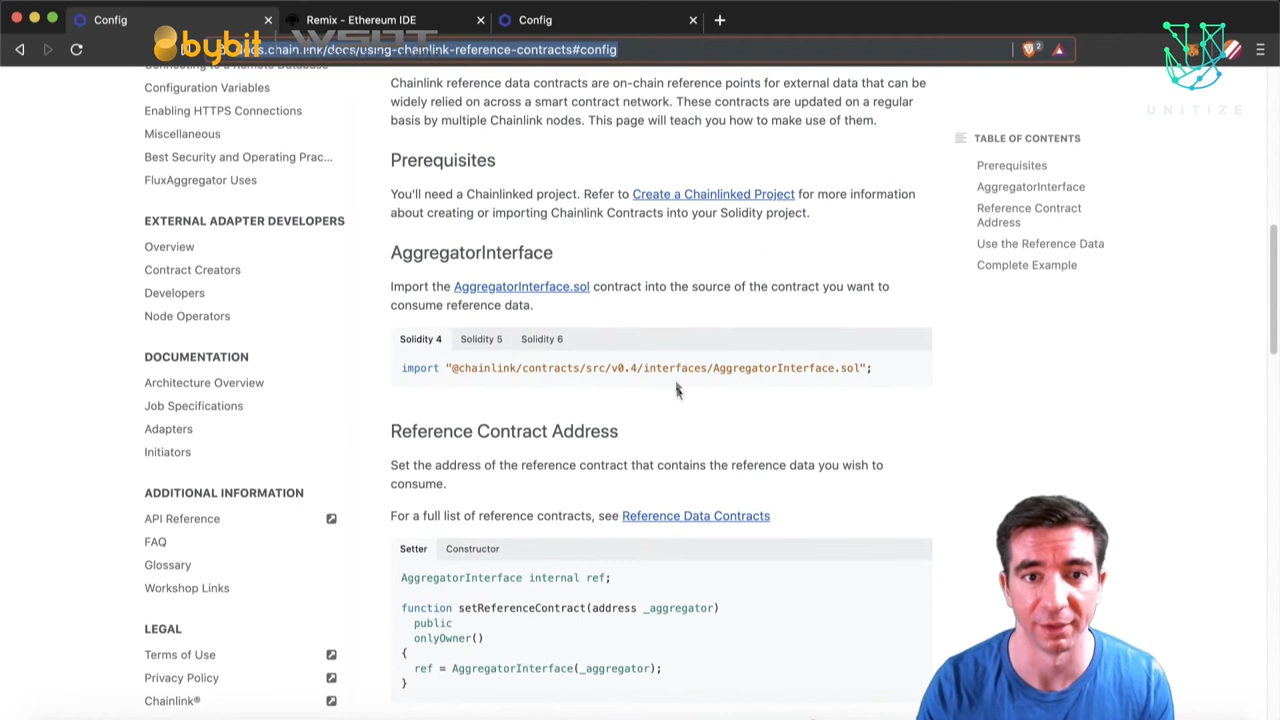 Config
Remix - Ethereum IDE
Config
docs.chain.link/docs/using-chainlink-reference-contracts#config
2
bybit
UNITIZE
Connecting to a Remote Database
Configuration Variables
Enabling HTTPS Connections
Miscellaneous
Best Security and Operating Prac...
FluxAggregator Uses
EXTERNAL ADAPTER DEVELOPERS
Overview
Contract Creators
Developers
Node Operators
DOCUMENTATION
Architecture Overview
Job Specifications
Adapters
Initiators
ADDITIONAL INFORMATION
API Reference
FAQ
Glossary
Workshop Links
LEGAL
Terms of Use
Privacy Policy
Chainlink®
Chainlink reference data contracts are on-chain reference points for external data that can be
widely relied on across a smart contract network. These contracts are updated on a regular
basis by multiple Chainlink nodes. This page will teach you how to make use of them.
Prerequisites
You'll need a Chainlinked project. Refer to Create a Chainlinked Project for more information
about creating or importing Chainlink Contracts into your Solidity project.
AggregatorInterface
Import the AggregatorInterface.sol contract into the source of the contract you want to
consume reference data.
Solidity 4 Solidity 5 Solidity 6
import "@chainlink/contracts/src/v0.4/interfaces/AggregatorInterface.sol";
Reference Contract Address
Set the address of the reference contract that contains the reference data you wish to
consume.
For a full list of reference contracts, see Reference Data Contracts
Setter Constructor
AggregatorInterface internal ref;
function setReferenceContract(address _aggregator)
public
onlyOwner()
{
ref = AggregatorInterface(_aggregator);
}
TABLE OF CONTENTS
Prerequisites
AggregatorInterface
Reference Contract
Address
Use the Reference Data
Complete Example